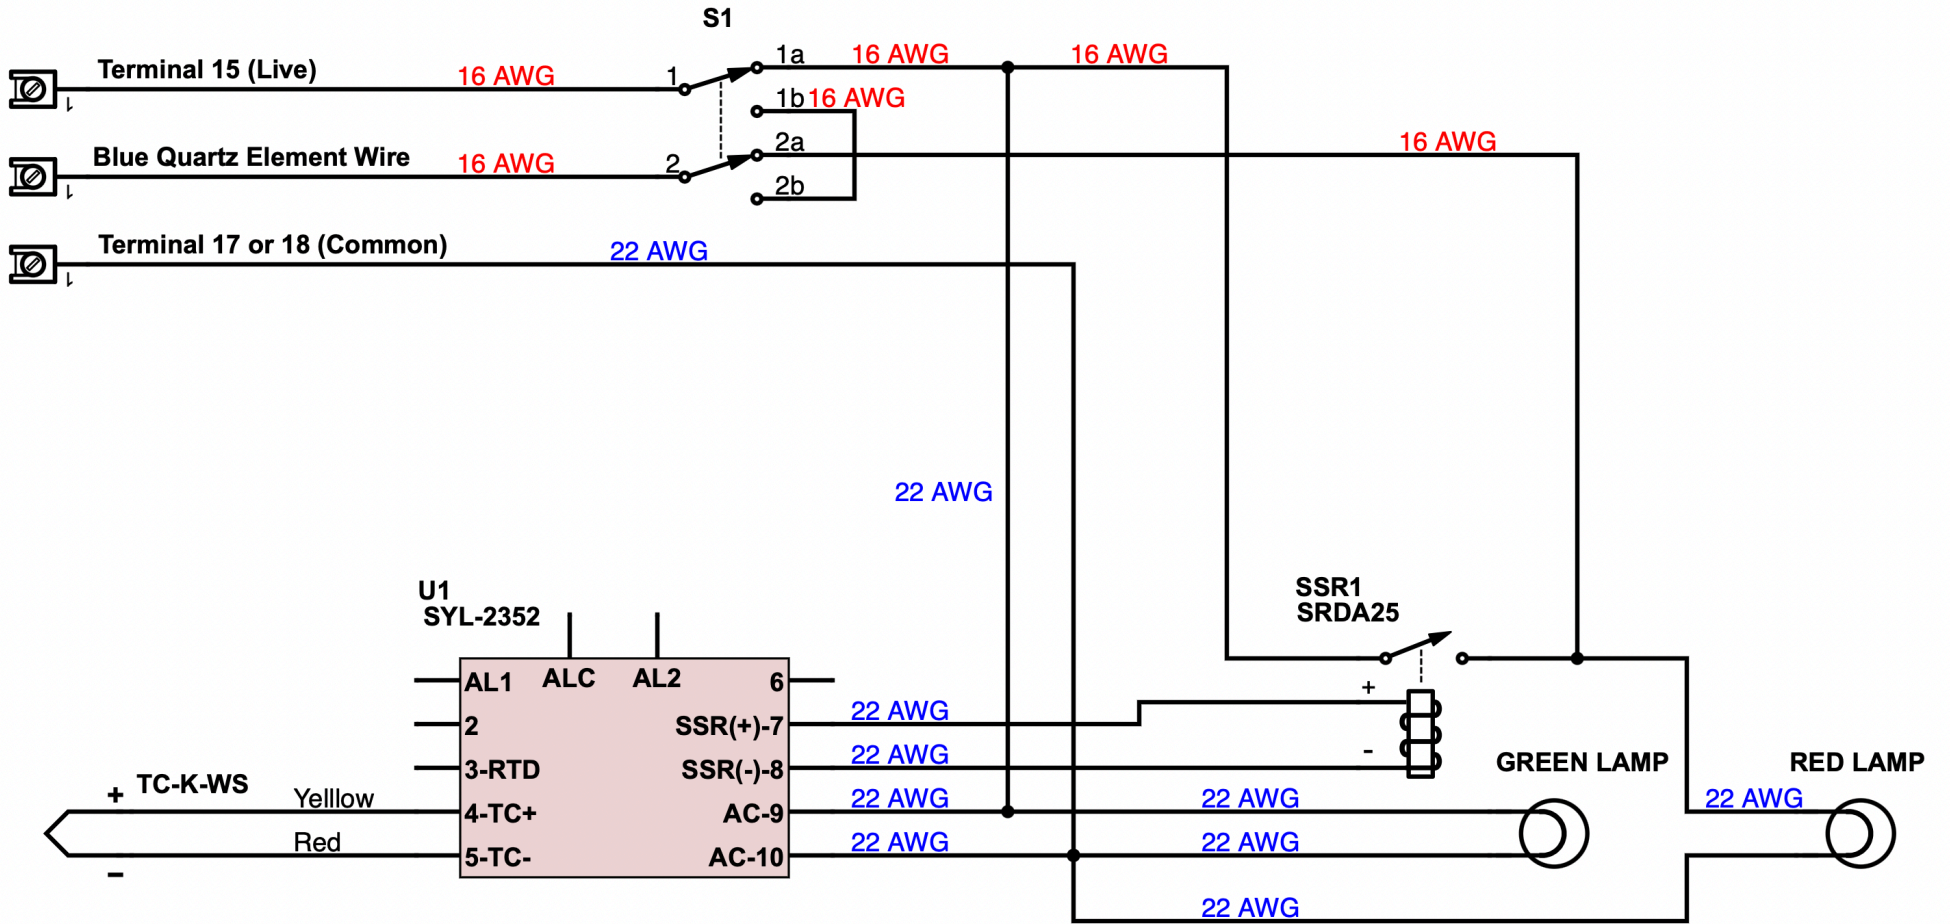 S1
Terminal 15 (Live)
16 AWG
1
1a
16 AWG
16 AWG
1
1b
16 AWG
Blue Quartz Element Wire
16 AWG
2
2a
16 AWG
1
2b
Terminal 17 or 18 (Common)
22 AWG
1
22 AWG
U1
SYL-2352
SSR1
SRDA25
AL1
ALC
AL2
6
+
2
SSR(+)-7
22 AWG
3-RTD
SSR(-)-8
22 AWG
-
GREEN LAMP
RED LAMP
+
TC-K-WS
Yelllow
4-TC+
AC-9
22 AWG
22 AWG
22 AWG
Red
5-TC-
AC-10
22 AWG
22 AWG
–
22 AWG